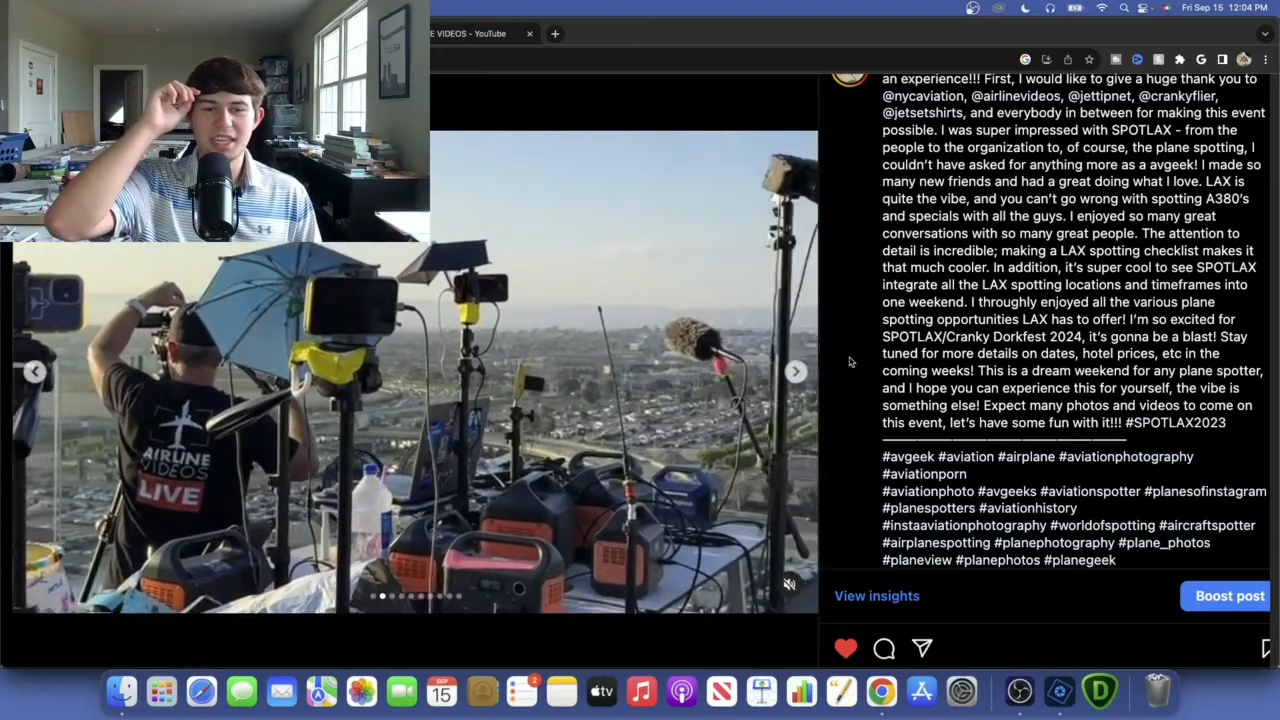 Fri Sep 15 12:04 PM
E VIDEOS - YouTube
TULSA
an experience!!! First, I would like to give a huge thank you to
@nycaviation, @airlinevideos, @jettipnet, @crankyflier,
@jetsetshirts, and everybody in between for making this event
possible. I was super impressed with SPOTLAX - from the
people to the organization to, of course, the plane spotting, I
couldn't have asked for anything more as a avgeek! I made so
many new friends and had a great doing what I love. LAX is
quite the vibe, and you can't go wrong with spotting A380's
and specials with all the guys. I enjoyed so many great
conversations with so many great people. The attention to
detail is incredible; making a LAX spotting checklist makes it
that much cooler. In addition, it's super cool to see SPOTLAX
integrate all the LAX spotting locations and timeframes into
one weekend. I throughly enjoyed all the various plane
spotting opportunities LAX has to offer! I'm so excited for
SPOTLAX/Cranky Dorkfest 2024, it's gonna be a blast! Stay
tuned for more details on dates, hotel prices, etc in the
coming weeks! This is a dream weekend for any plane spotter,
and I hope you can experience this for yourself, the vibe is
something else! Expect many photos and videos to come on
this event, let's have some fun with it!!! #SPOTLAX2023
#avgeek #aviation #airplane #aviationphotography
#aviationporn
#aviationphoto #avgeeks #aviationspotter #planesofinstagram
#planespotters #aviationhistory
#instaaviationphotography #worldofspotting #aircraftspotter
#airplanespotting #planephotography #plane_photos
#planeview #planephotos #planegeek
AIRLINE
VIDEOS
LIVE
View insights
Boost post
SEP
15
2
tv